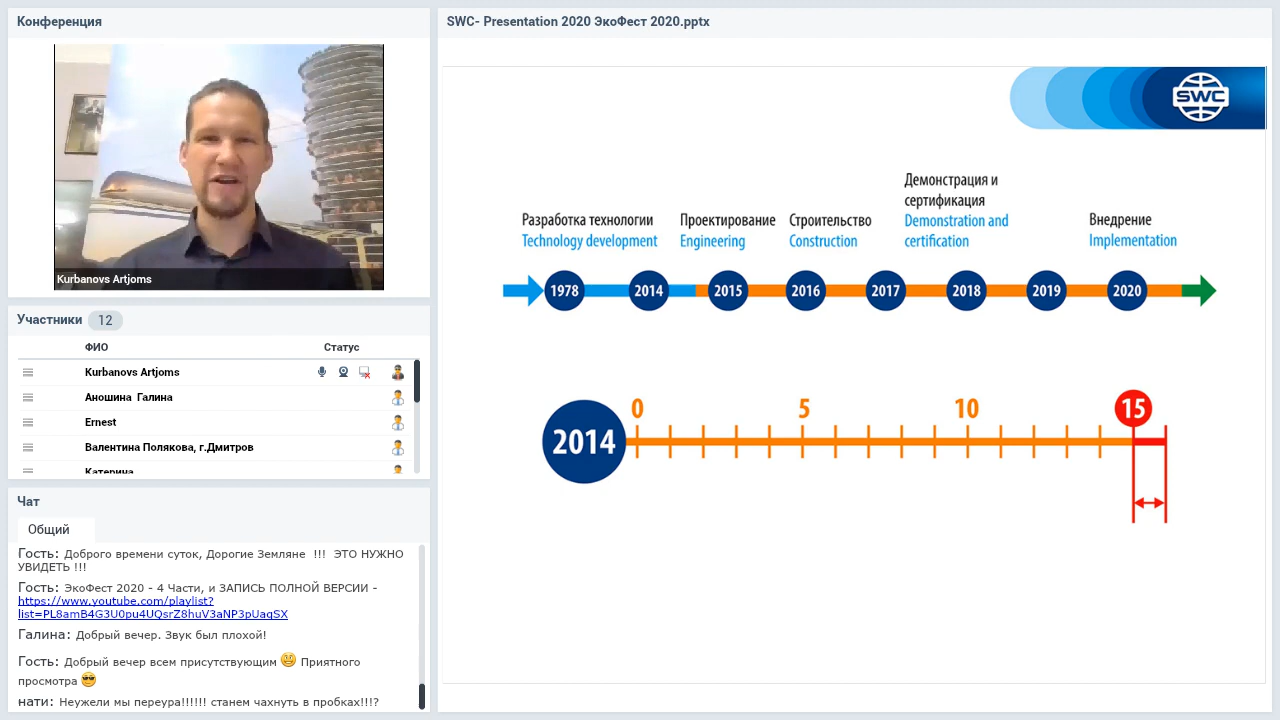 Конференция
Kurbanovs Artjoms
Участники 12
ФИО Статус
Kurbanovs Artjoms
Аношина Галина
Ernest
Валентина Полякова, г.Дмитров
Катерина
Чат
Общий
Гость: Доброго времени суток, Дорогие Земляне !!! ЭТО НУЖНО
УВИДЕТЬ !!!
Гость: ЭкоФест 2020 - 4 Части, и ЗАПИСЬ ПОЛНОЙ ВЕРСИИ -
https://www.youtube.com/playlist?
list=PL8amB4G3U0pu4UQsrZ8huV3aNP3pUaqSX
Галина: Добрый вечер. Звук был плохой!
Гость: Добрый вечер всем присутствующим Приятного
просмотра
нати: Неужели мы переура!!!!!! станем чахнуть в пробках!!!?
SWC- Presentation 2020 ЭкоФест 2020.pptx
SWC
Разработка технологии
Technology development
Проектирование
Engineering
Строительство
Construction
Демонстрация и
сертификация
Demonstration and
certification
Внедрение
Implementation
1978 2014 2015 2016 2017 2018 2019 2020
0 5 10 15
2014